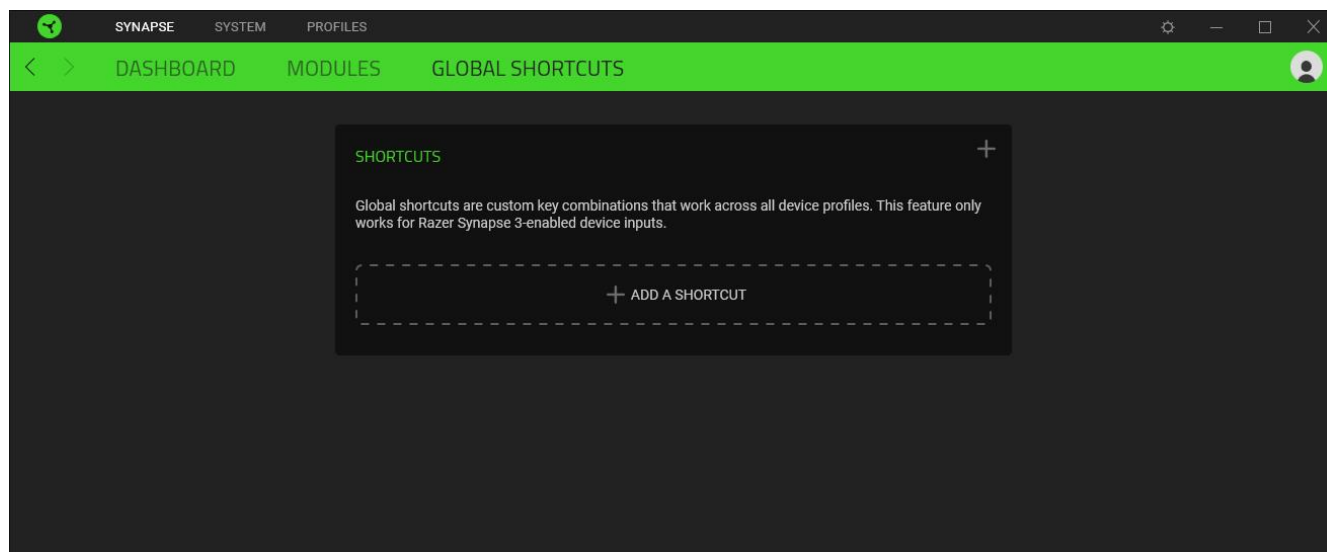 SYNAPSE SYSTEM PROFILES
DASHBOARD MODULES GLOBAL SHORTCUTS
SHORTCUTS
Global shortcuts are custom key combinations that work across all device profiles. This feature only
works for Razer Synapse 3-enabled device inputs.
ADD A SHORTCUT